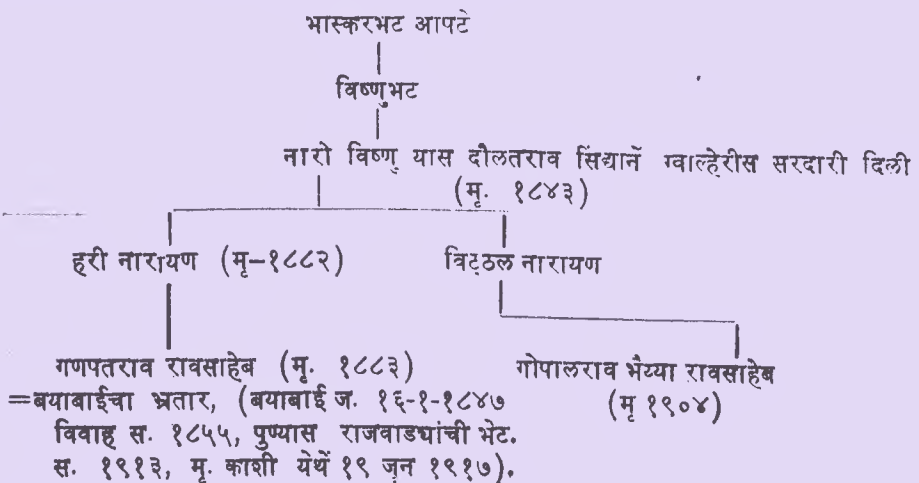 भास्करभट आपटे
विष्णुभट
नारो विष्णु यास दौलतराव सिंद्यानें ग्वाल्हेरीस सरदारी दिली
(मृ. १८४३)
हरी नारायण (मृ–१८८२) विट्ठल नारायण
गणपतराव रावसाहेब (मृ. १८८३) गोपालराव भैय्या रावसाहेब
=बयाबाईचा भ्रतार, (बयाबाई ज. १६-१-१८४७ (मृ १९०४)
विवाह स. १८५५, पुण्यास राजवाड्यांची भेट.
स. १९१३, मृ. काशी येथें १९ जून १९१७).